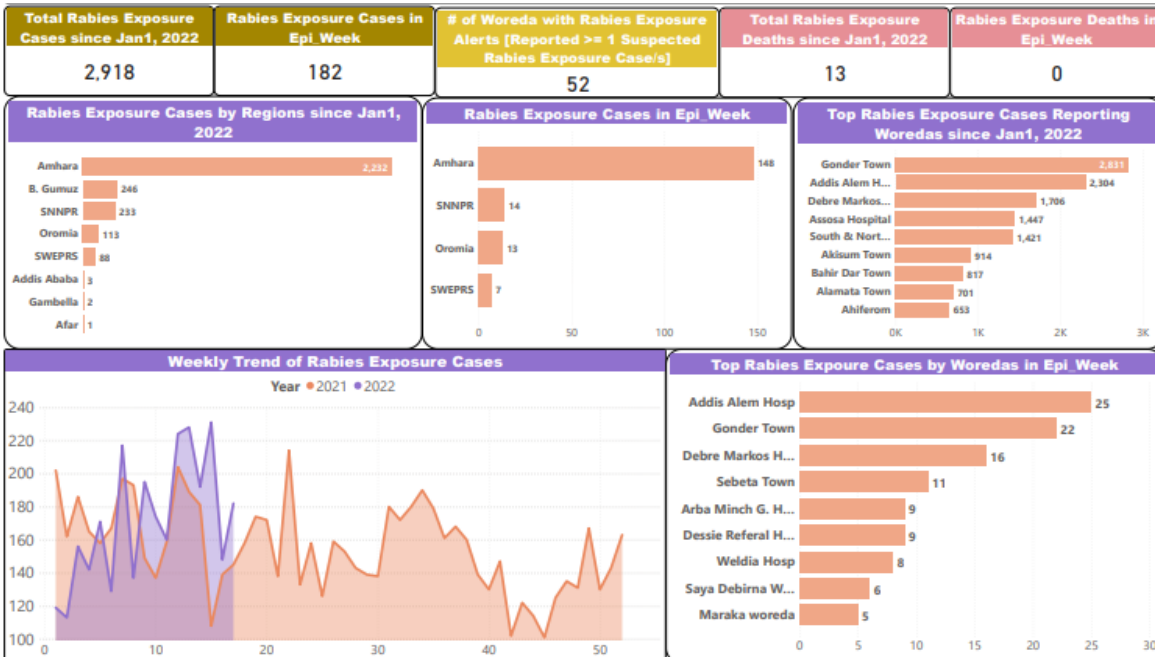 Total Rabies Exposure
Cases since Jan1, 2022
2,918
Rabies Exposure Cases in
Epi_Week
182
# of Woreda with Rabies Exposure
Alerts [Reported >= 1 Suspected
Rabies Exposure Case/s]
52
Total Rabies Exposure
Deaths since Jan1, 2022
13
Rabies Exposure Deaths in
Epi_Week
0
Rabies Exposure Cases by Regions since Jan1,
2022
Amhara 2,232
B. Gumuz 246
SNNPR 233
Oromia 113
SWEPRS 88
Addis Ababa 3
Gambella 2
Afar 1
Rabies Exposure Cases in Epi_Week
Amhara 148
SNNPR 14
Oromia 13
SWEPRS 7
0 50 100 150
Top Rabies Exposure Cases Reporting
Woredas since Jan1, 2022
Gonder Town 2,831
Addis Alem H... 2,304
Debre Markos... 1,706
Assosa Hospital 1,447
South & Nort... 1,421
Akisum Town 914
Bahir Dar Town 817
Alamata Town 701
Ahiferom 653
0K 1K 2K 3K
Weekly Trend of Rabies Exposure Cases
Year 2021 2022
240
220
200
180
160
140
120
100
0 10 20 30 40 50
Top Rabies Expoure Cases by Woredas in Epi_Week
Addis Alem Hosp 25
Gonder Town 22
Debre Markos H... 16
Sebeta Town 11
Arba Minch G. H... 9
Dessie Referal H... 9
Weldia Hosp 8
Saya Debirna W... 6
Maraka woreda 5
0 5 10 15 20 25 30